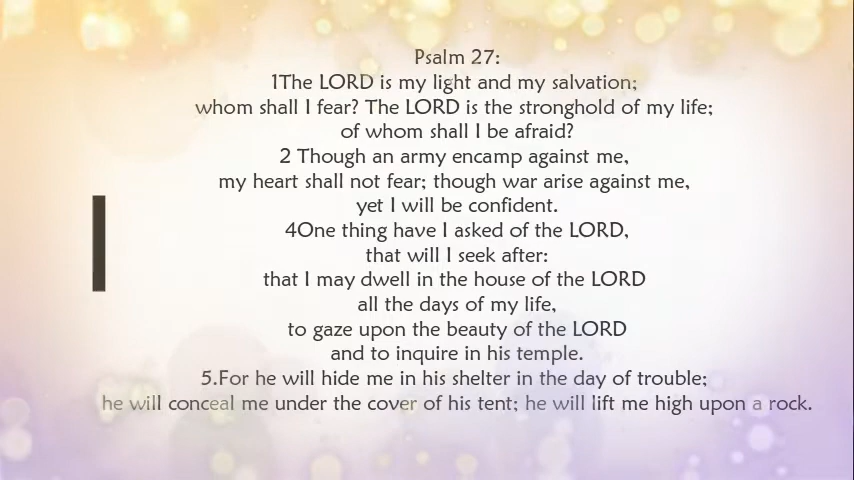 Psalm 27:
1The LORD is my light and my salvation;
whom shall I fear? The LORD is the stronghold of my life;
of whom shall I be afraid?
2 Though an army encamp against me,
my heart shall not fear; though war arise against me,
yet I will be confident.
4One thing have I asked of the LORD,
that will I seek after:
that I may dwell in the house of the LORD
all the days of my life,
to gaze upon the beauty of the LORD
and to inquire in his temple.
5.For he will hide me in his shelter in the day of trouble;
he will conceal me under the cover of his tent; he will lift me high upon a rock.